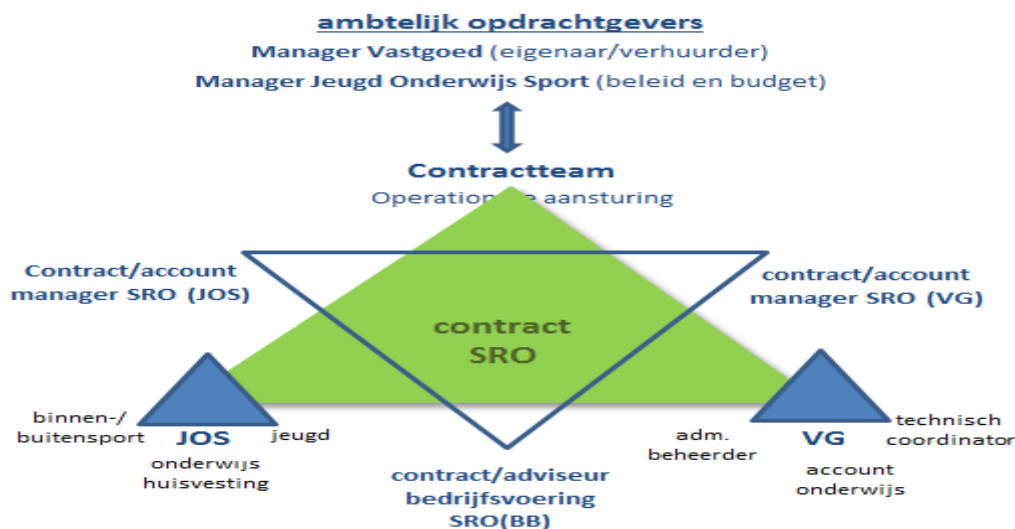 ambtelijk opdrachtgevers
Manager Vastgoed (eigenaar/verhuurder)
Manager Jeugd Onderwijs Sport (beleid en budget)
Contractteam
aansturing
Contract/account
manager SRO (JOS)
contract/account
manager SRO (VG)
contract
SRO
binnen-/
buitensport
JOS
jeugd
onderwijs
huisvesting
adm.
beheerder
VG
technisch
coordinator
account
onderwijs
contract/adviseur
bedrijfsvoering
SRO(BB)